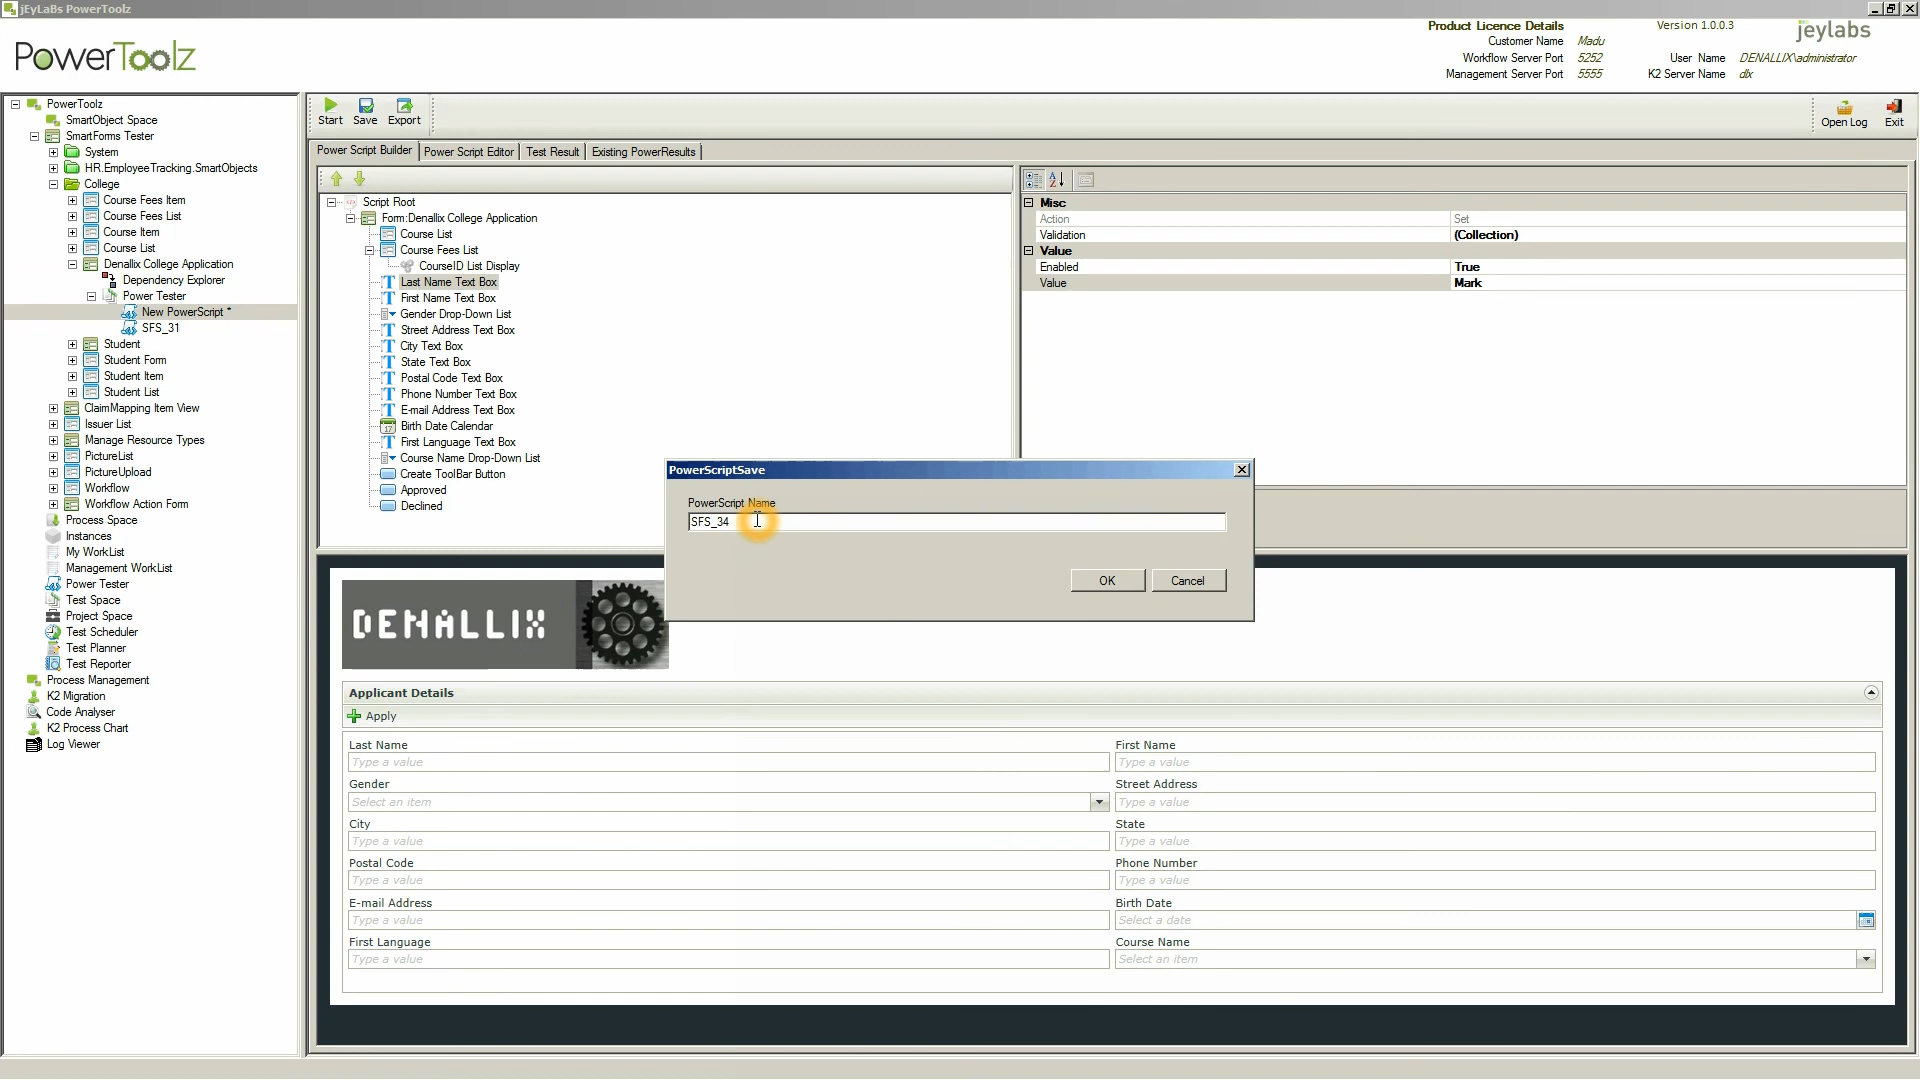 jEyLaBs PowerToolz
PowerToolz
Product Licence Details
Customer Name Madu
Workflow Server Port 5252
Management Server Port 5555
Version 1.0.0.3
User Name DENALLIX\administrator
K2 Server Name dlx
jeylabs
PowerToolz
SmartObject Space
SmartForms Tester
System
HR.EmployeeTracking.SmartObjects
College
Course Fees Item
Course Fees List
Course Item
Course List
Denallix College Application
Dependency Explorer
Power Tester
New PowerScript *
SFS_31
Student
Student Form
Student Item
Student List
ClaimMapping Item View
Issuer List
Manage Resource Types
PictureList
PictureUpload
Workflow
Workflow Action Form
Process Space
Instances
My WorkList
Management WorkList
Power Tester
Test Space
Project Space
Test Scheduler
Test Planner
Test Reporter
Process Management
K2 Migration
Code Analyser
K2 Process Chart
Log Viewer
Start Save Export
Open Log Exit
Power Script Builder Power Script Editor Test Result Existing PowerResults
Script Root
Form:Denallix College Application
Course List
Course Fees List
CourseID List Display
Last Name Text Box
First Name Text Box
Gender Drop-Down List
Street Address Text Box
City Text Box
State Text Box
Postal Code Text Box
Phone Number Text Box
E-mail Address Text Box
17
Birth Date Calendar
First Language Text Box
Course Name Drop-Down List
Create ToolBar Button
Approved
Declined
Misc
Action Set
Validation (Collection)
Value
Enabled True
Value Mark
PowerScriptSave
PowerScript Name
SFS_34
OK Cancel
DENALLIX
Applicant Details
Apply
Last Name First Name
Type a value Type a value
Gender Street Address
Select an item Type a value
City State
Type a value Type a value
Postal Code Phone Number
Type a value Type a value
E-mail Address Birth Date
Type a value Select a date
First Language Course Name
Type a value Select an item